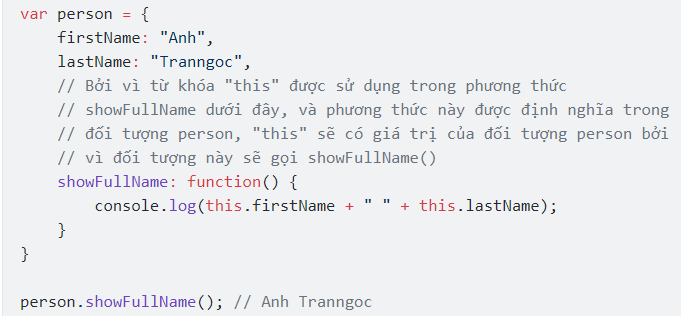 var person = {
    firstName: "Anh",
    lastName: "Tranngoc",
    // Bởi vì từ khóa "this" được sử dụng trong phương thức
    // showFullName dưới đây, và phương thức này được định nghĩa trong
    // đối tượng person, "this" sẽ có giá trị của đối tượng person bởi
    // vì đối tượng này sẽ gọi showFullName()
    showFullName: function() {
        console.log(this.firstName + " " + this.lastName);
    }
}
person.showFullName(); // Anh Tranngoc